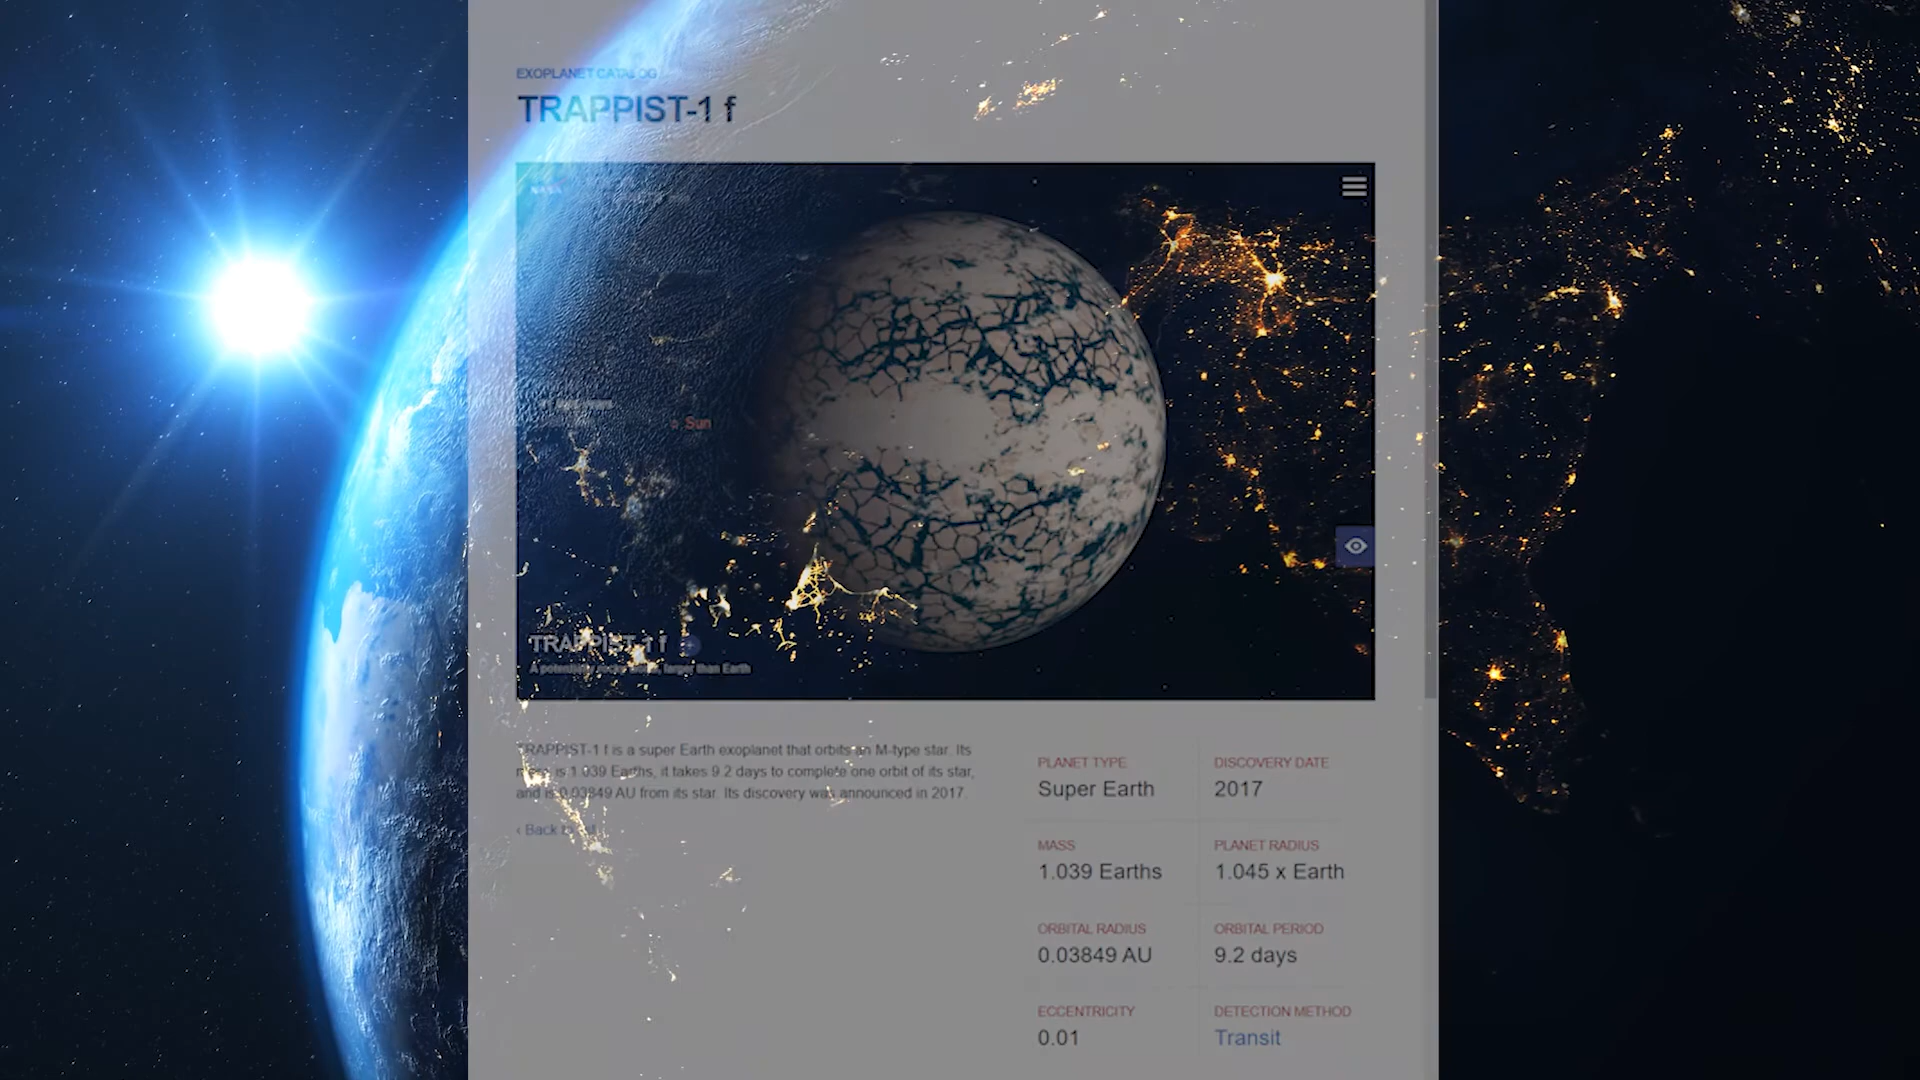 EXOPLANET CATALOG
TRAPPIST-1 f
NASA
Sun
TRAPPIST-1 f
A potentially rocky world, larger than Earth
TRAPPIST-1 f is a super Earth exoplanet that orbits an M-type star. Its
mass is 1.039 Earths, it takes 9.2 days to complete one orbit of its star,
and is 0.03849 AU from its star. Its discovery was announced in 2017.
‹ Back to list
PLANET TYPE
Super Earth
DISCOVERY DATE
2017
MASS
1.039 Earths
PLANET RADIUS
1.045 x Earth
ORBITAL RADIUS
0.03849 AU
ORBITAL PERIOD
9.2 days
ECCENTRICITY
0.01
DETECTION METHOD
Transit